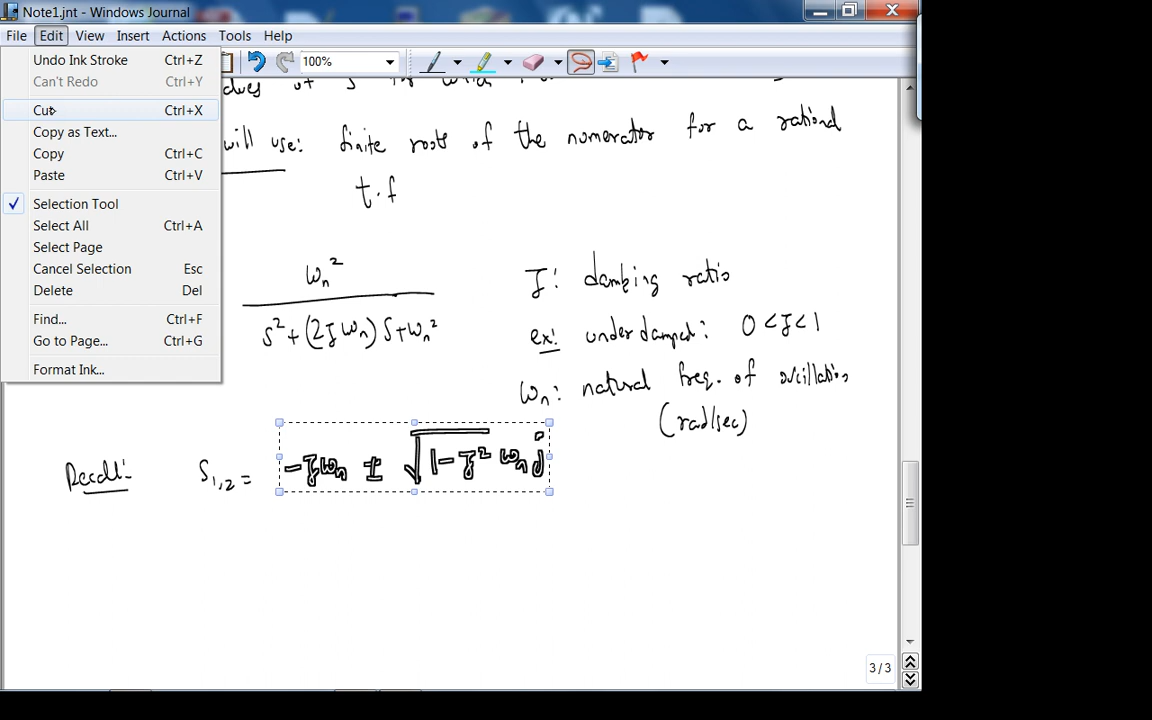 Note1.jnt - Windows Journal
File Edit View Insert Actions Tools Help
Undo Ink Stroke Ctrl+Z
Can't Redo Ctrl+Y
Cut Ctrl+X
Copy as Text...
Copy Ctrl+C
Paste Ctrl+V
Selection Tool
Select All Ctrl+A
Select Page
Cancel Selection Esc
Delete Del
Find... Ctrl+F
Go to Page... Ctrl+G
Format Ink...
100%
will use: finite roots of the numerator for a rational
t.f
ωn²
s² + (2ζωn)s + ωn²
ζ: damping ratio
ex: underdamped: 0 < ζ < 1
ωn: natural freq. of oscillation
(rad/sec)
Recall: S1,2 = -ζωn ± √(1-ζ²) ωn j
3/3